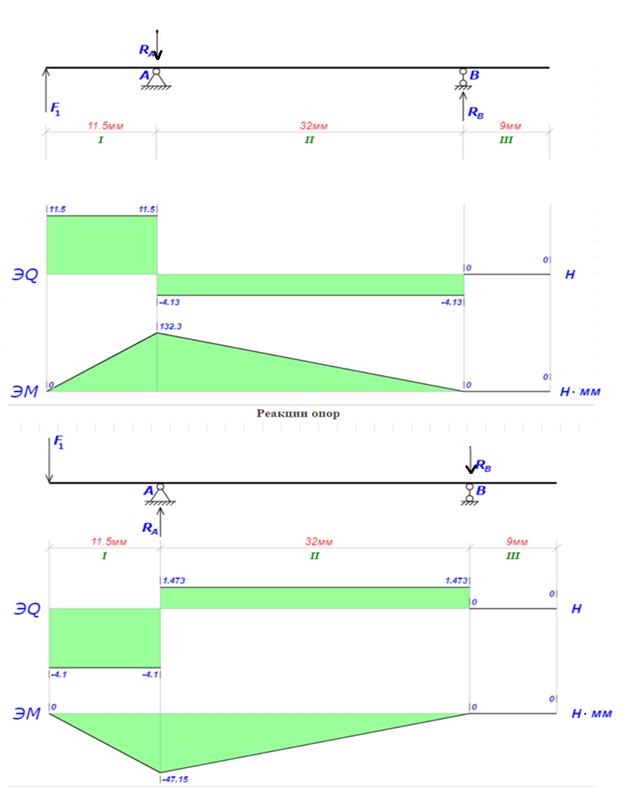 R_A
A B
F_1 R_B
11.5мм 32мм 9мм
I II III
11.5 11.5
ЭQ 0 0 Н
-4.13 -4.13
132.3
ЭМ 0 0 0 Н·мм
Реакции опор
F_1
R_B
A B
R_A
11.5мм 32мм 9мм
I II III
1.473 1.473
ЭQ 0 0 Н
-4.1 -4.1
ЭМ 0 0 0 Н·мм
-47.15